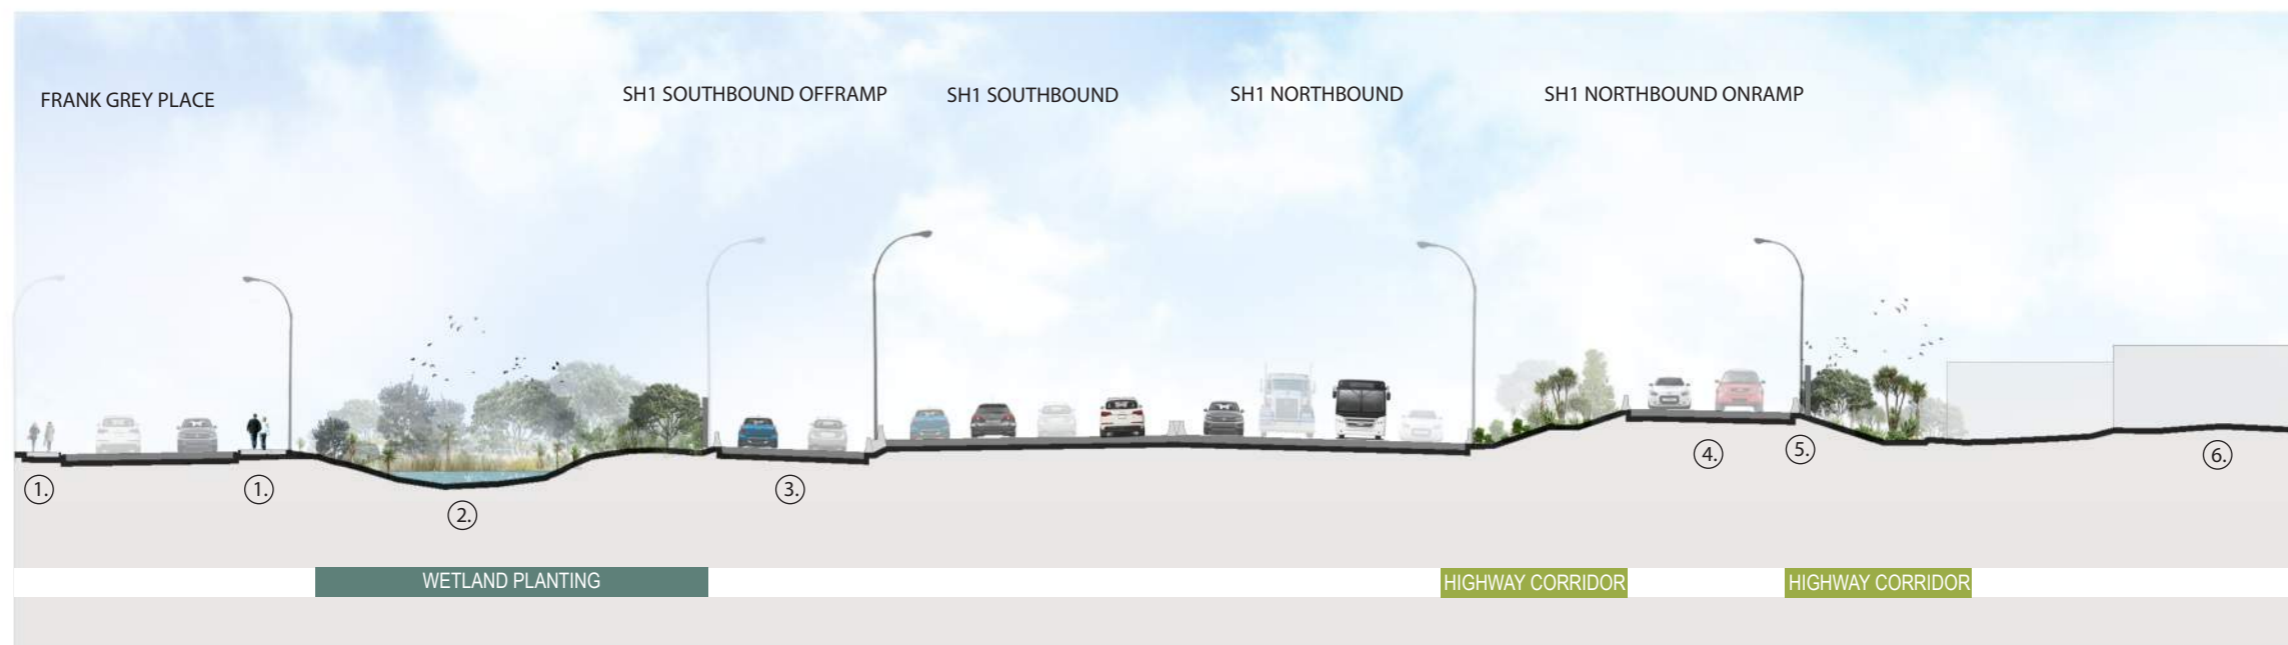 FRANK GREY PLACE
SH1 SOUTHBOUND OFFRAMP
SH1 SOUTHBOUND
SH1 NORTHBOUND
SH1 NORTHBOUND ONRAMP
1.
1.
2.
3.
4.
5.
6.
WETLAND PLANTING
HIGHWAY CORRIDOR
HIGHWAY CORRIDOR